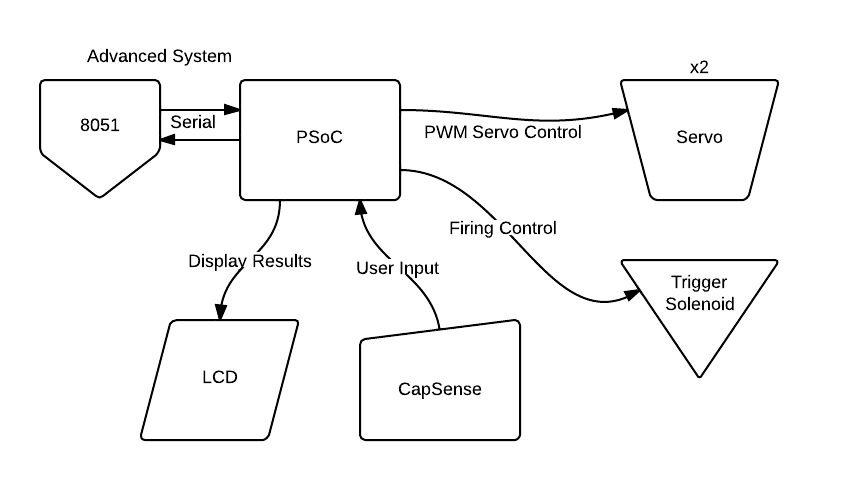 Advanced System
x2
8051
Serial
PSoC
PWM Servo Control
Servo
Firing Control
Display Results
User Input
Trigger
Solenoid
LCD
CapSense